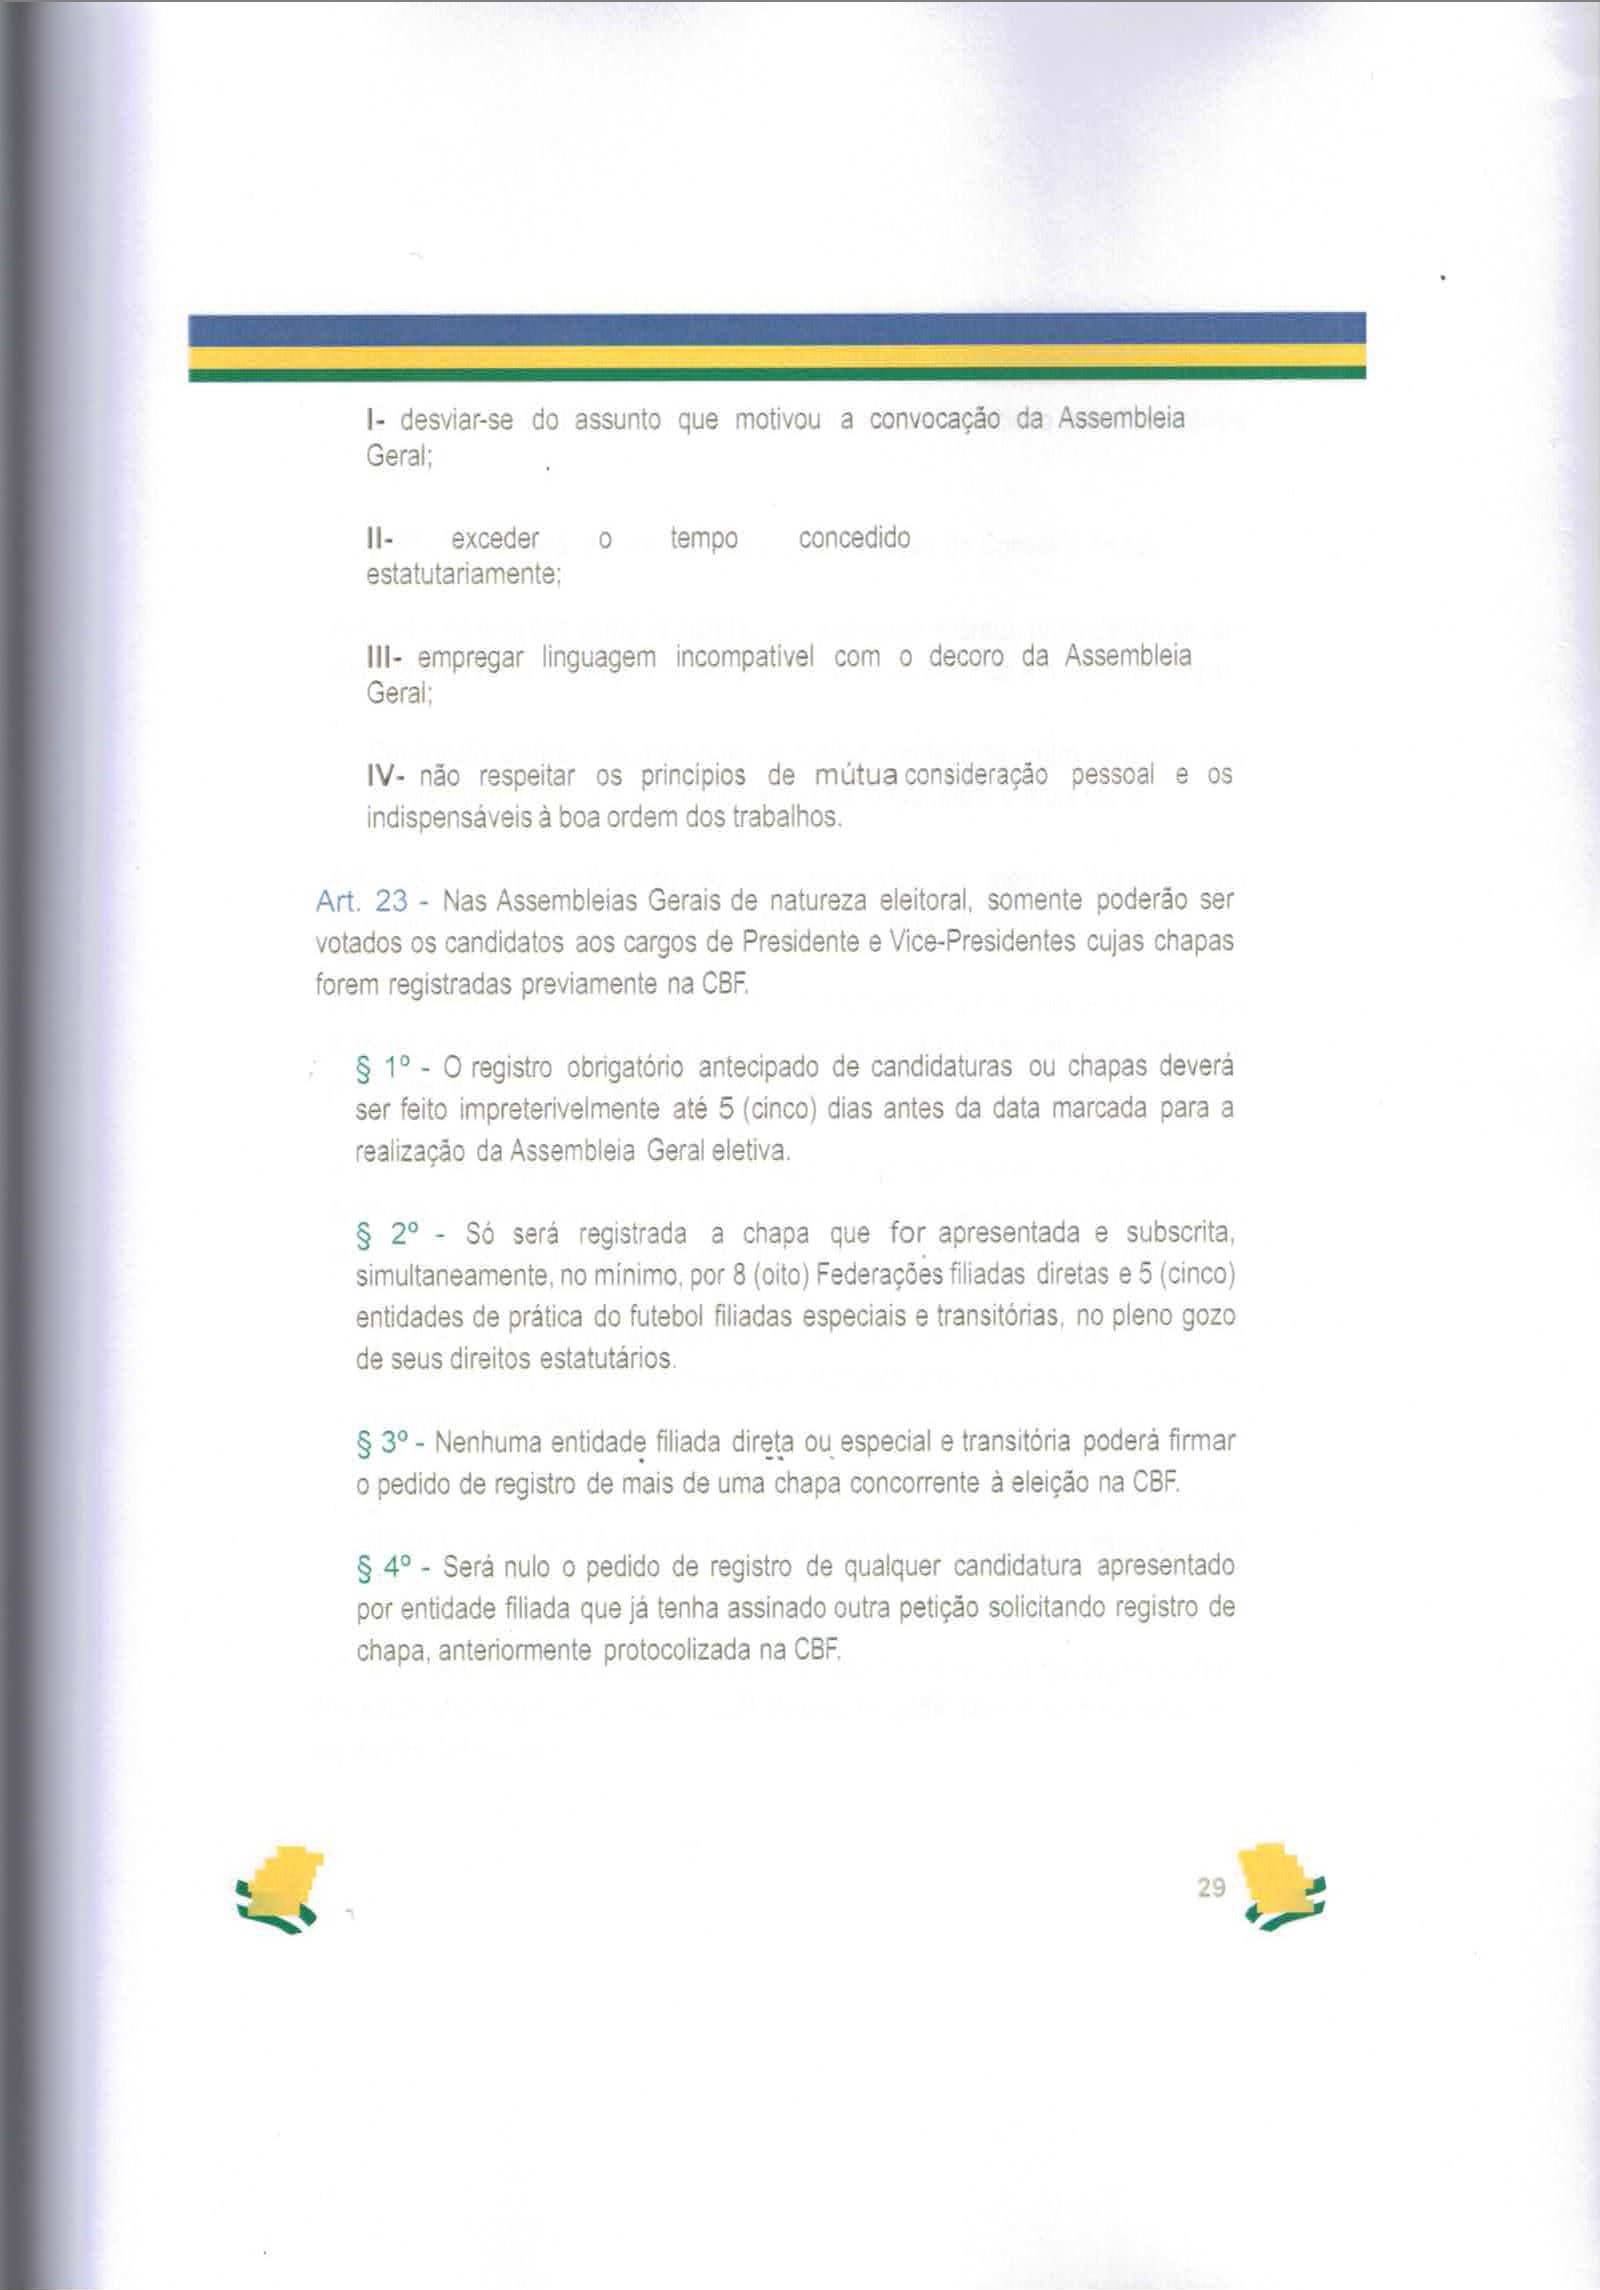 I- desviar-se do assunto que motivou a convocação da Assembleia
Geral;
II- exceder o tempo concedido
estatutariamente;
III- empregar linguagem incompatível com o decoro da Assembleia
Geral;
IV- não respeitar os princípios de mútua consideração pessoal e os
indispensáveis à boa ordem dos trabalhos.
Art. 23 - Nas Assembleias Gerais de natureza eleitoral, somente poderão ser
votados os candidatos aos cargos de Presidente e Vice-Presidentes cujas chapas
forem registradas previamente na CBF.
§ 1º - O registro obrigatório antecipado de candidaturas ou chapas deverá
ser feito impreterivelmente até 5 (cinco) dias antes da data marcada para a
realização da Assembleia Geral eletiva.
§ 2º - Só será registrada a chapa que for apresentada e subscrita,
simultaneamente, no mínimo, por 8 (oito) Federações filiadas diretas e 5 (cinco)
entidades de prática do futebol filiadas especiais e transitórias, no pleno gozo
de seus direitos estatutários.
§ 3º - Nenhuma entidade filiada direta ou especial e transitória poderá firmar
o pedido de registro de mais de uma chapa concorrente à eleição na CBF.
§ 4º - Será nulo o pedido de registro de qualquer candidatura apresentado
por entidade filiada que já tenha assinado outra petição solicitando registro de
chapa, anteriormente protocolizada na CBF.
29